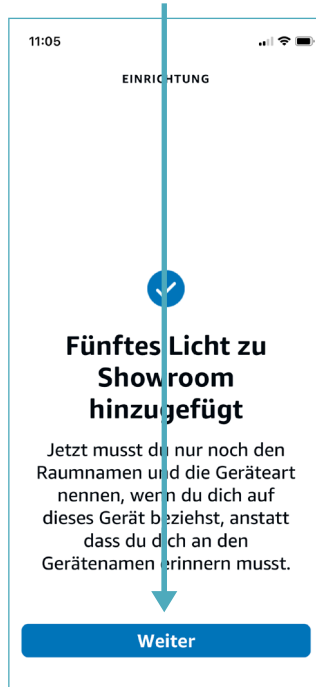 11:05
EINRICHTUNG
Fünftes Licht zu
Showroom
hinzugefügt
Jetzt musst du nur noch den
Raumnamen und die Geräteart
nennen, wenn du dich auf
dieses Gerät beziehst, anstatt
dass du dich an den
Gerätenamen erinnern musst.
Weiter